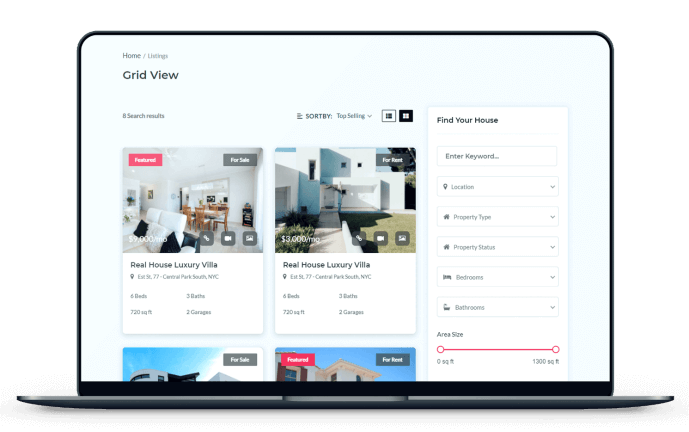 Home / Listings
Grid View
8 Search results
SORTBY: Top Selling
Featured
For Sale
$9,000/mo
Real House Luxury Villa
Est St, 77 - Central Park South, NYC
6 Beds
3 Baths
720 sq ft
2 Garages
For Rent
$3,000/mo
Real House Luxury Villa
Est St, 77 - Central Park South, NYC
6 Beds
3 Baths
720 sq ft
2 Garages
For Sale
Featured
For Rent
Find Your House
Enter Keyword...
Location
Property Type
Property Status
Bedrooms
Bathrooms
Area Size
0 sq ft
1300 sq ft